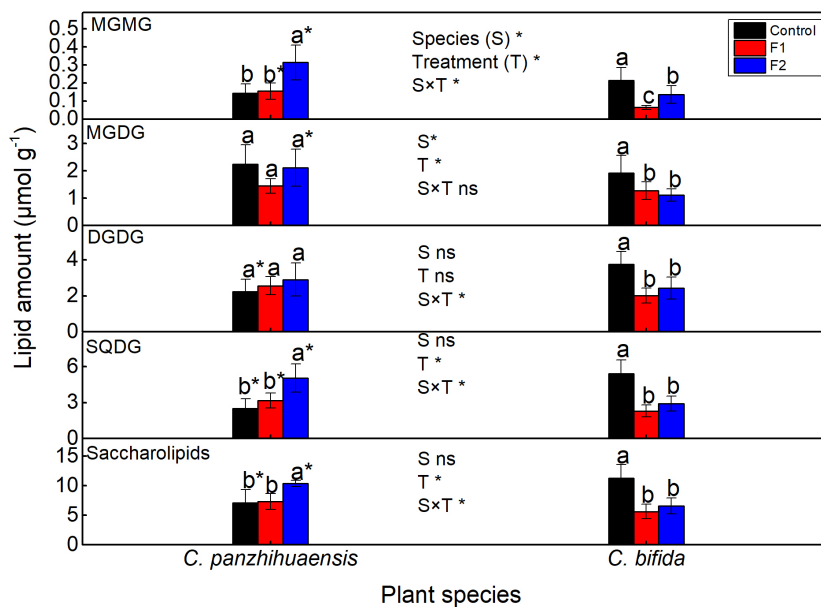 MGMG
0.5
0.4
0.3
0.2
0.1
0.0
b b* a*
Species (S) *
Treatment (T) *
S×T *
a c b
Control
F1
F2
MGDG
3
2
1
0
a a a*
S*
T *
S×T ns
a b b
DGDG
4
2
0
a* a a
S ns
T ns
S×T *
a b b
SQDG
6
3
0
b* b* a*
S ns
T *
S×T *
a b b
Saccharolipids
15
10
5
0
b* b a*
S ns
T *
S×T *
a b b
C. panzhihuaensis
C. bifida
Plant species
Lipid amount (µmol g⁻¹)